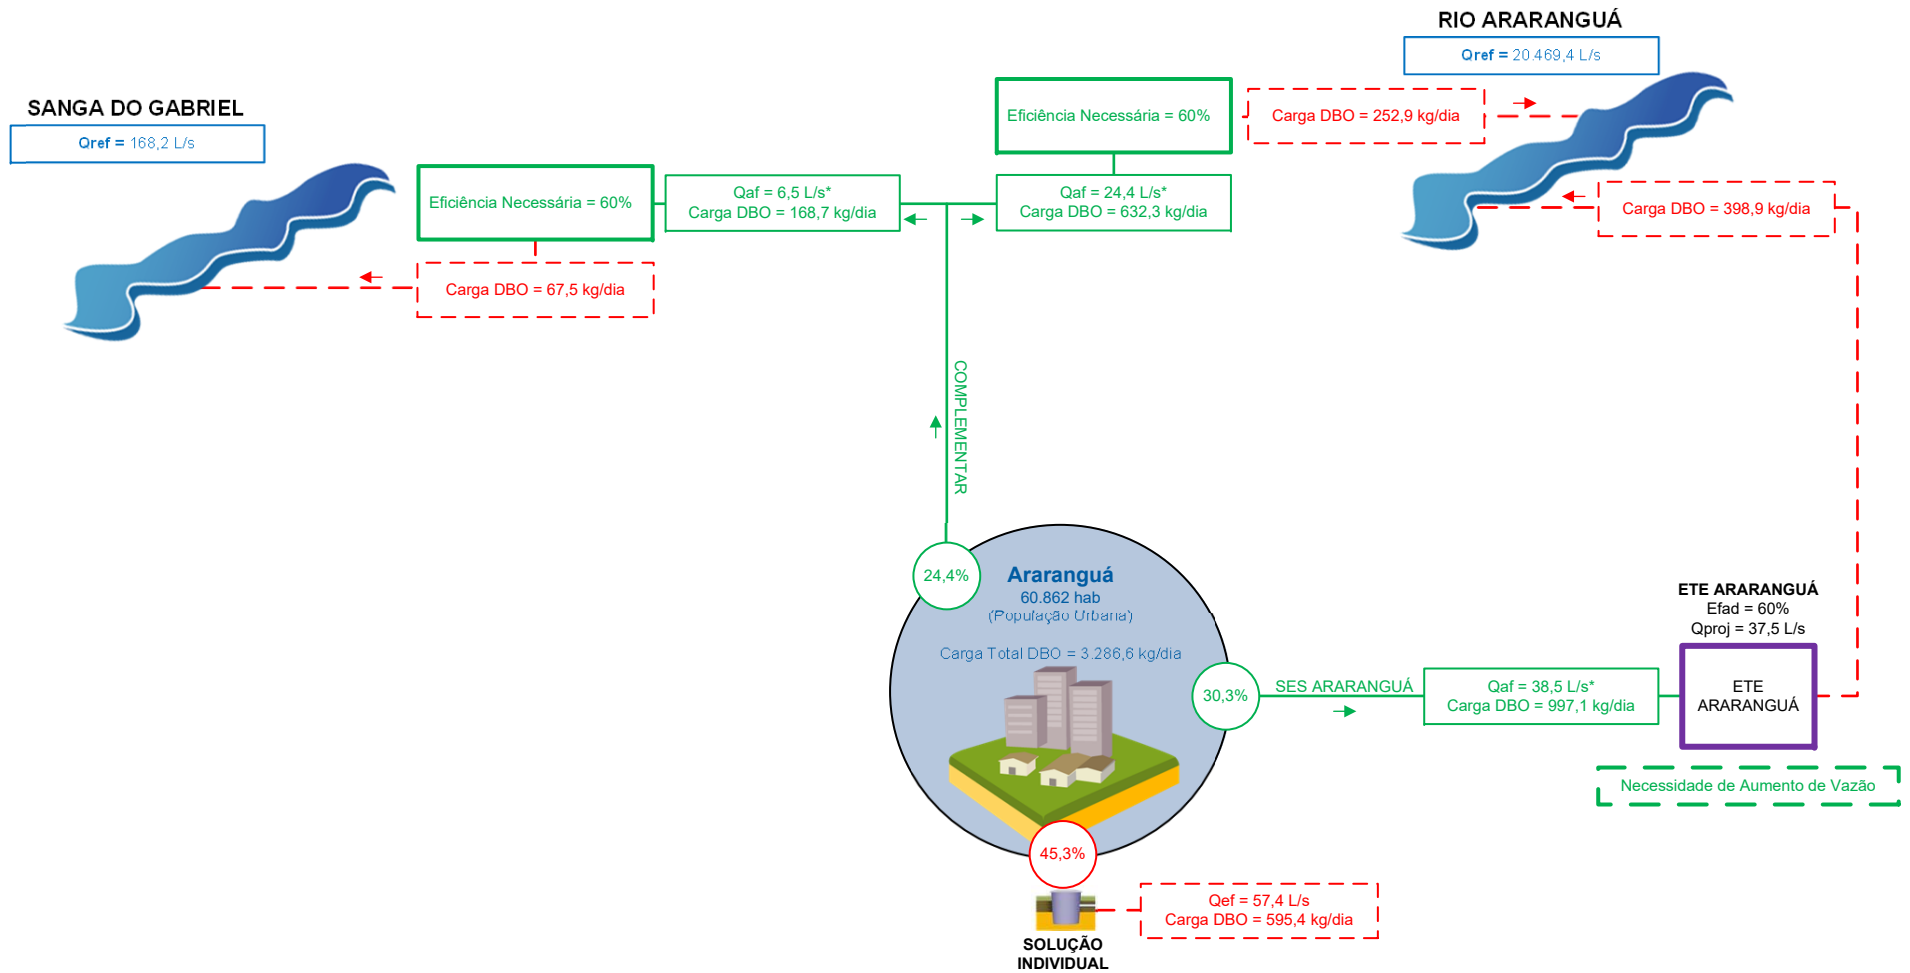 RIO ARARANGUÁ
Qref = 20.469,4 L/s
SANGA DO GABRIEL
Qref = 168,2 L/s
Eficiência Necessária = 60%
Carga DBO = 252,9 kg/dia
Eficiência Necessária = 60%
Qaf = 6,5 L/s*
Carga DBO = 168,7 kg/dia
Qaf = 24,4 L/s*
Carga DBO = 632,3 kg/dia
Carga DBO = 398,9 kg/dia
Carga DBO = 67,5 kg/dia
COMPLEMENTAR
24,4%
Araranguá
60.862 hab
(População Urbana)
Carga Total DBO = 3.286,6 kg/dia
30,3%
SES ARARANGUÁ
Qaf = 38,5 L/s*
Carga DBO = 997,1 kg/dia
ETE ARARANGUÁ
Efad = 60%
Qproj = 37,5 L/s
ETE
ARARANGUÁ
Necessidade de Aumento de Vazão
45,3%
Qef = 57,4 L/s
Carga DBO = 595,4 kg/dia
SOLUÇÃO
INDIVIDUAL